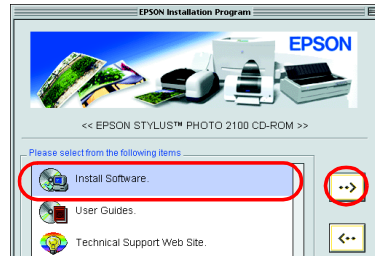 EPSON Installation Program
EPSON
<< EPSON STYLUS™ PHOTO 2100 CD-ROM >>
Please select from the following items
Install Software.
-->
User Guides.
Technical Support Web Site.
<--